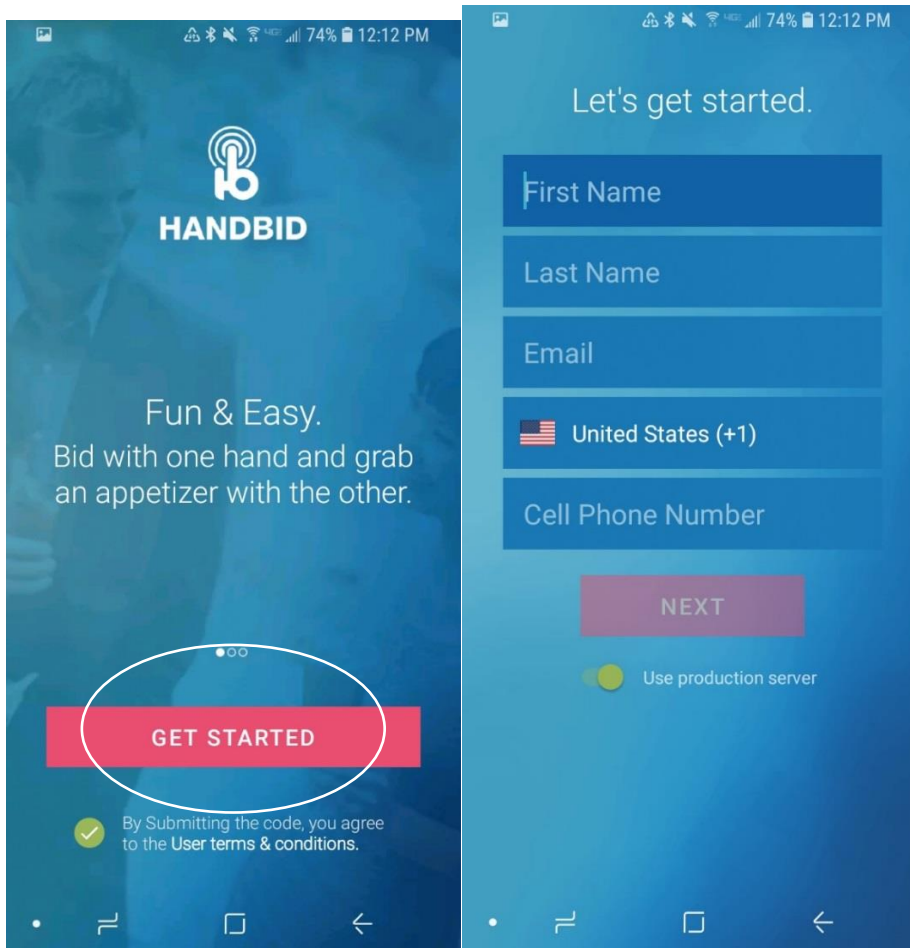 74% 12:12 PM
HANDBID
Fun & Easy.
Bid with one hand and grab
an appetizer with the other.
GET STARTED
By Submitting the code, you agree
to the User terms & conditions.
74% 12:12 PM
Let's get started.
First Name
Last Name
Email
United States (+1)
Cell Phone Number
NEXT
Use production server